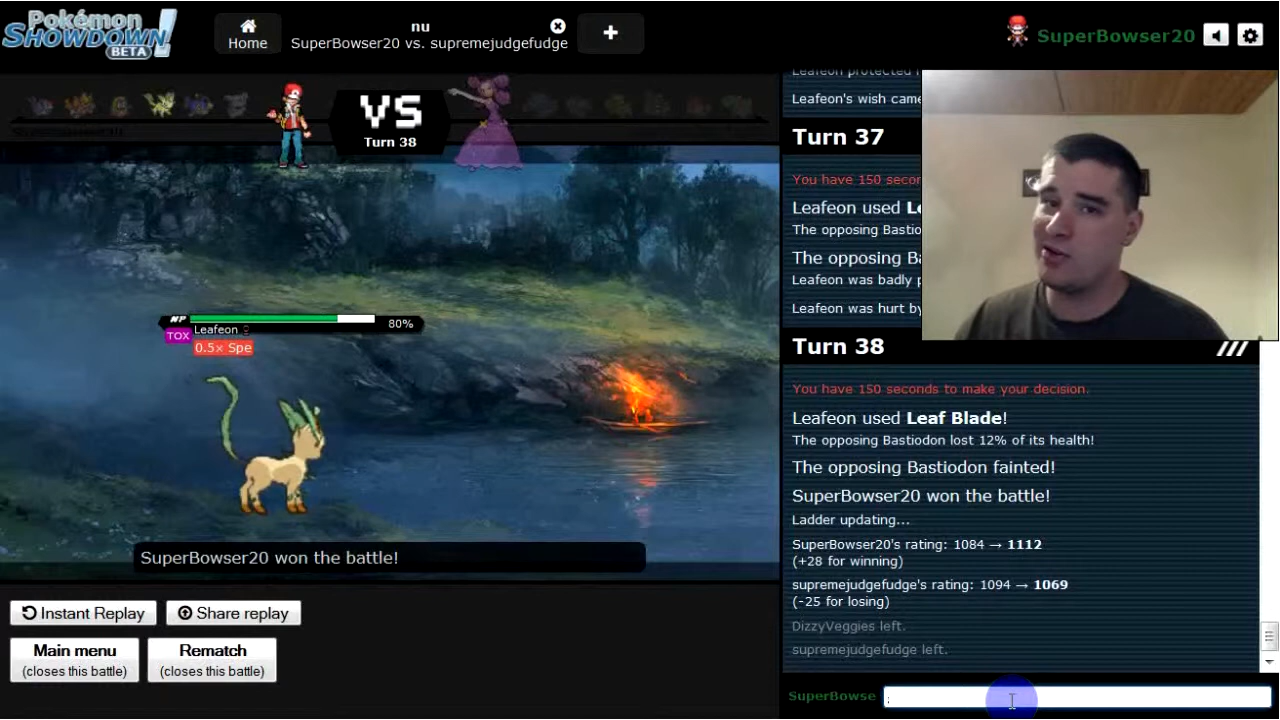 Pokémon
SHOWDOWN!
BETA
Home
nu
SuperBowser20 vs. supremejudgefudge
SuperBowser20
VS
Turn 38
NP
Leafeon
80%
TOX
0.5× Spe
SuperBowser20 won the battle!
Instant Replay
Share replay
Main menu
(closes this battle)
Rematch
(closes this battle)
Leafeon's wish came
Turn 37
You have 150
Leafeon used
The opposing
The opposing
Leafeon was badly
Leafeon was hurt by
Turn 38
You have 150 seconds to make your decision.
Leafeon used Leaf Blade!
The opposing Bastiodon lost 12% of its health!
The opposing Bastiodon fainted!
SuperBowser20 won the battle!
Ladder updating...
SuperBowser20's rating: 1084 → 1112
(+28 for winning)
supremejudgefudge's rating: 1094 → 1069
(-25 for losing)
DizzyVeggies left.
supremejudgefudge left.
SuperBowse